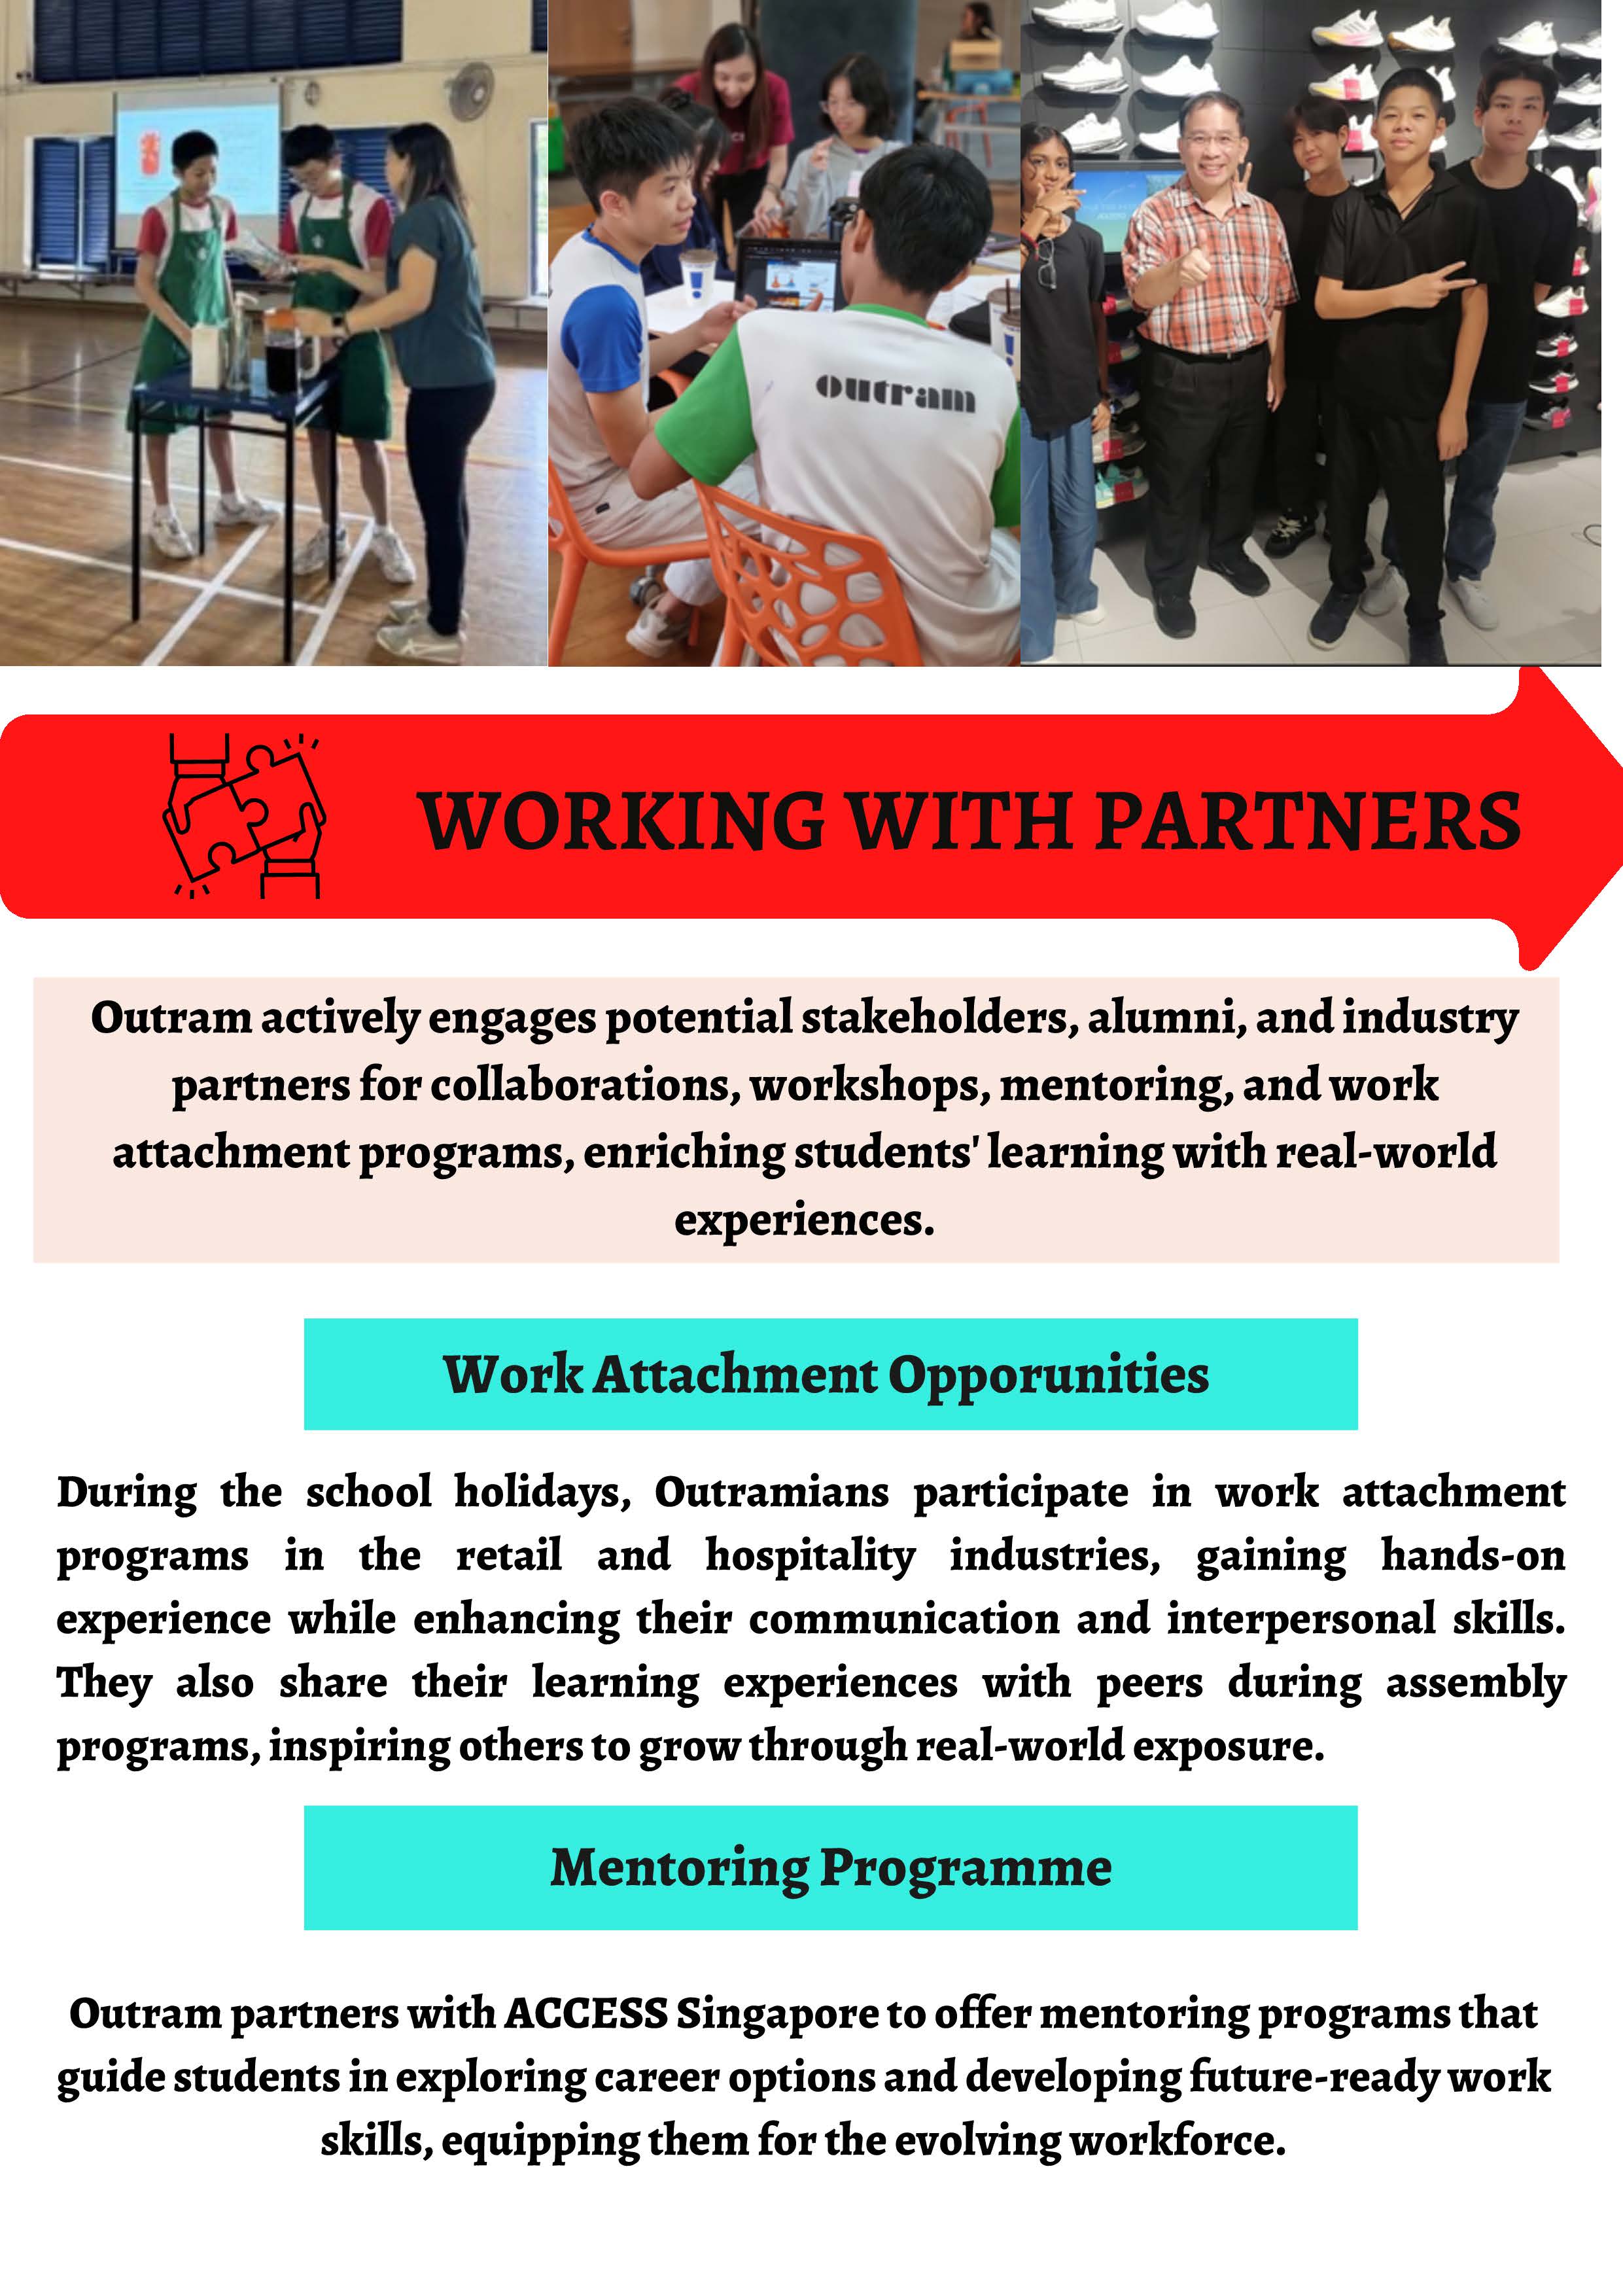 outram
WORKING WITH PARTNERS
Outram actively engages potential stakeholders, alumni, and industry
partners for collaborations, workshops, mentoring, and work
attachment programs, enriching students' learning with real-world
experiences.
Work Attachment Opporunities
During the school holidays, Outramians participate in work attachment
programs in the retail and hospitality industries, gaining hands-on
experience while enhancing their communication and interpersonal skills.
They also share their learning experiences with peers during assembly
programs, inspiring others to grow through real-world exposure.
Mentoring Programme
Outram partners with ACCESS Singapore to offer mentoring programs that
guide students in exploring career options and developing future-ready work
skills, equipping them for the evolving workforce.